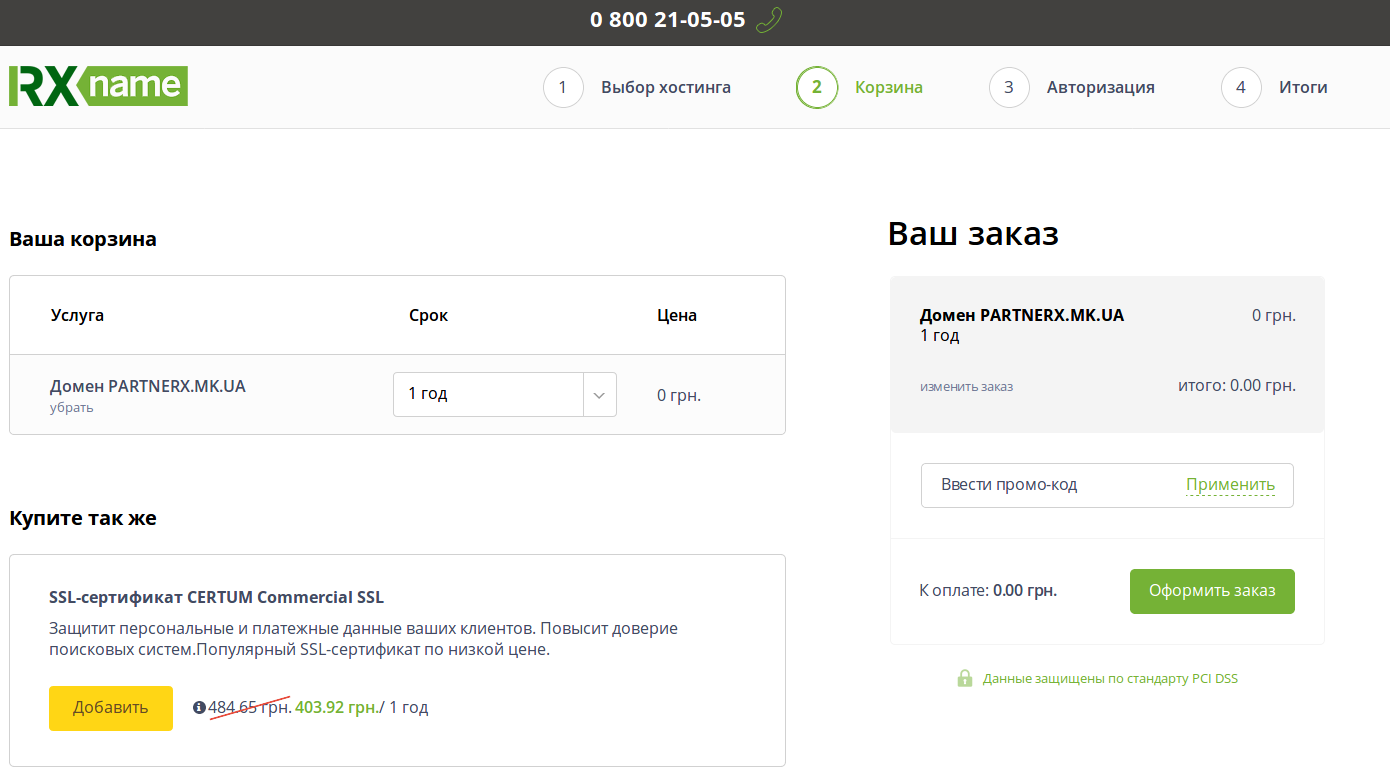 0 800 21-05-05
RXname
1 Выбор хостинга 2 Корзина 3 Авторизация 4 Итоги
Ваша корзина
Услуга Срок Цена
Домен PARTNERX.MK.UA 1 год 0 грн.
убрать
Купите так же
SSL-сертификат CERTUM Commercial SSL
Защитит персональные и платежные данные ваших клиентов. Повысит доверие
поисковых систем.Популярный SSL-сертификат по низкой цене.
Добавить 484.65 грн. 403.92 грн./ 1 год
Ваш заказ
Домен PARTNERX.MK.UA 0 грн.
1 год
изменить заказ итого: 0.00 грн.
Ввести промо-код Применить
К оплате: 0.00 грн. Оформить заказ
Данные защищены по стандарту PCI DSS